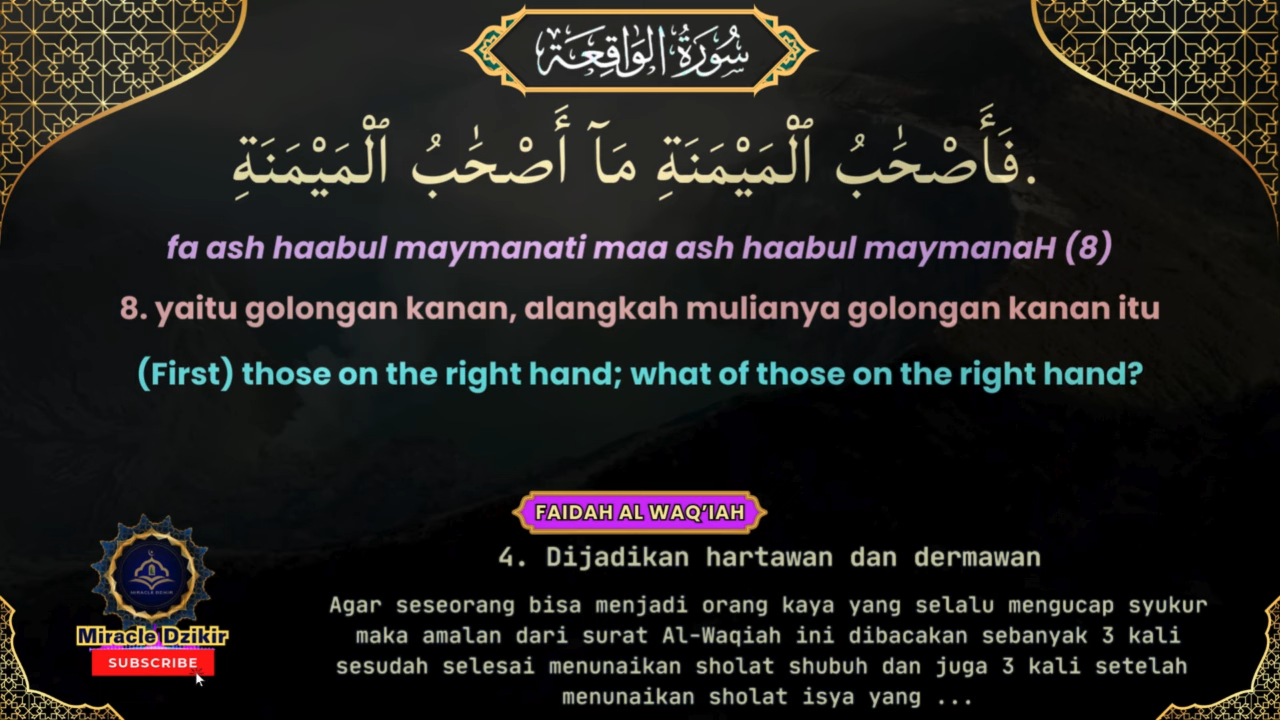 سُورَةُ الوَاقِعَة
فَأَصْحَٰبُ ٱلْمَيْمَنَةِ مَآ أَصْحَٰبُ ٱلْمَيْمَنَةِ.
fa ash haabul maymanati maa ash haabul maymanaH (8)
8. yaitu golongan kanan, alangkah mulianya golongan kanan itu
(First) those on the right hand; what of those on the right hand?
FAIDAH AL WAQ’IAH
4. Dijadikan hartawan dan dermawan
Agar seseorang bisa menjadi orang kaya yang selalu mengucap syukur
maka amalan dari surat Al-Waqiah ini dibacakan sebanyak 3 kali
sesudah selesai menunaikan sholat shubuh dan juga 3 kali setelah
menunaikan sholat isya yang ...
MIRACLE DZIKIR
Miracle Dzikir
SUBSCRIBE